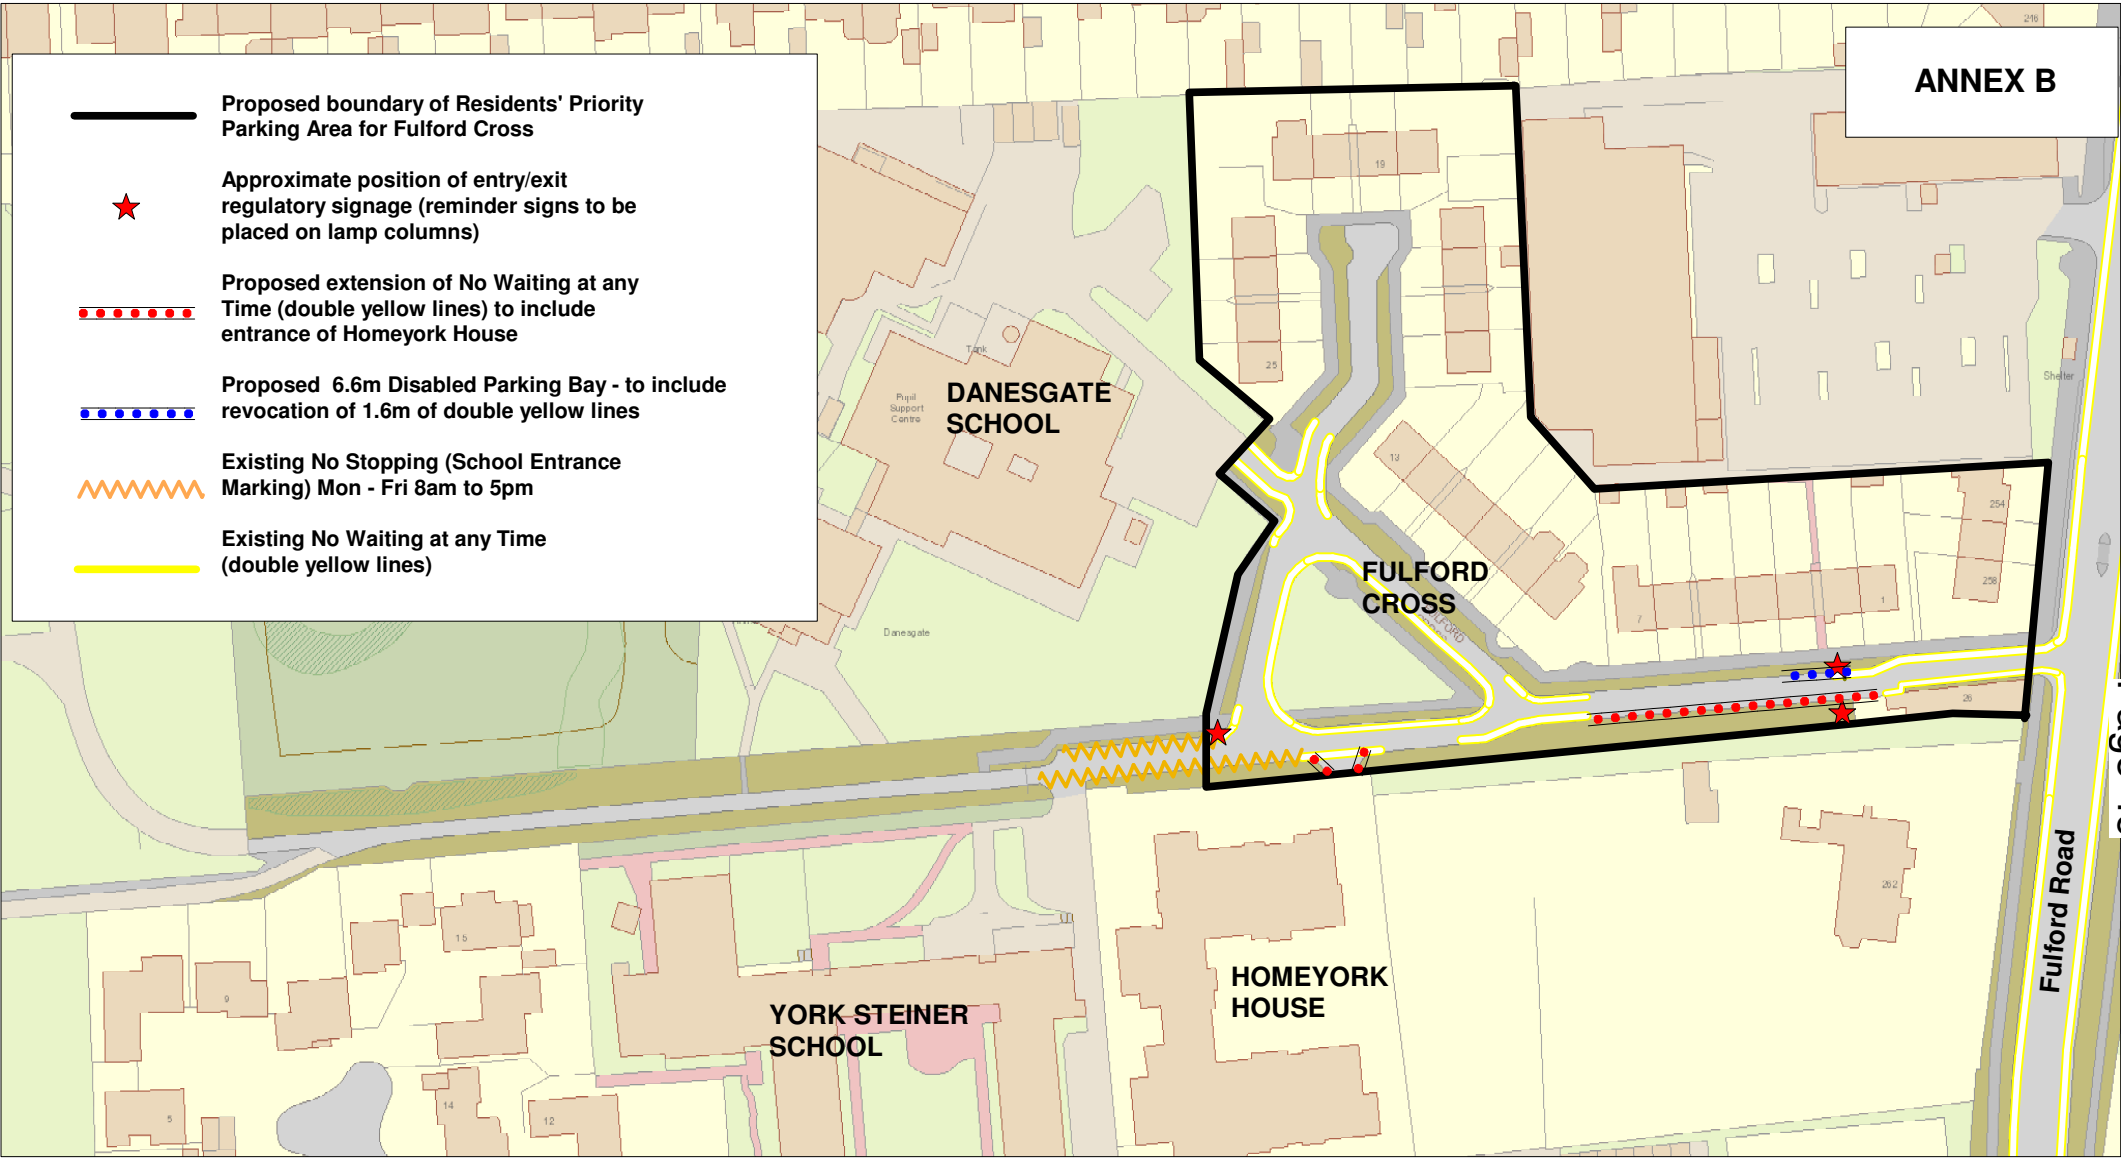 ANNEX B
Proposed boundary of Residents' Priority
Parking Area for Fulford Cross
Approximate position of entry/exit
regulatory signage (reminder signs to be
placed on lamp columns)
Proposed extension of No Waiting at any
Time (double yellow lines) to include
entrance of Homeyork House
Proposed 6.6m Disabled Parking Bay - to include
revocation of 1.6m of double yellow lines
Existing No Stopping (School Entrance
Marking) Mon - Fri 8am to 5pm
Existing No Waiting at any Time
(double yellow lines)
246
19
25
Tank
Pupil
Support
Centre
DANESGATE
SCHOOL
Shelter
13
254
258
FULFORD
CROSS
7
1
Danesgate
26
262
Fulford Road
15
9
HOMEYORK
HOUSE
YORK STEINER
SCHOOL
5
14
12